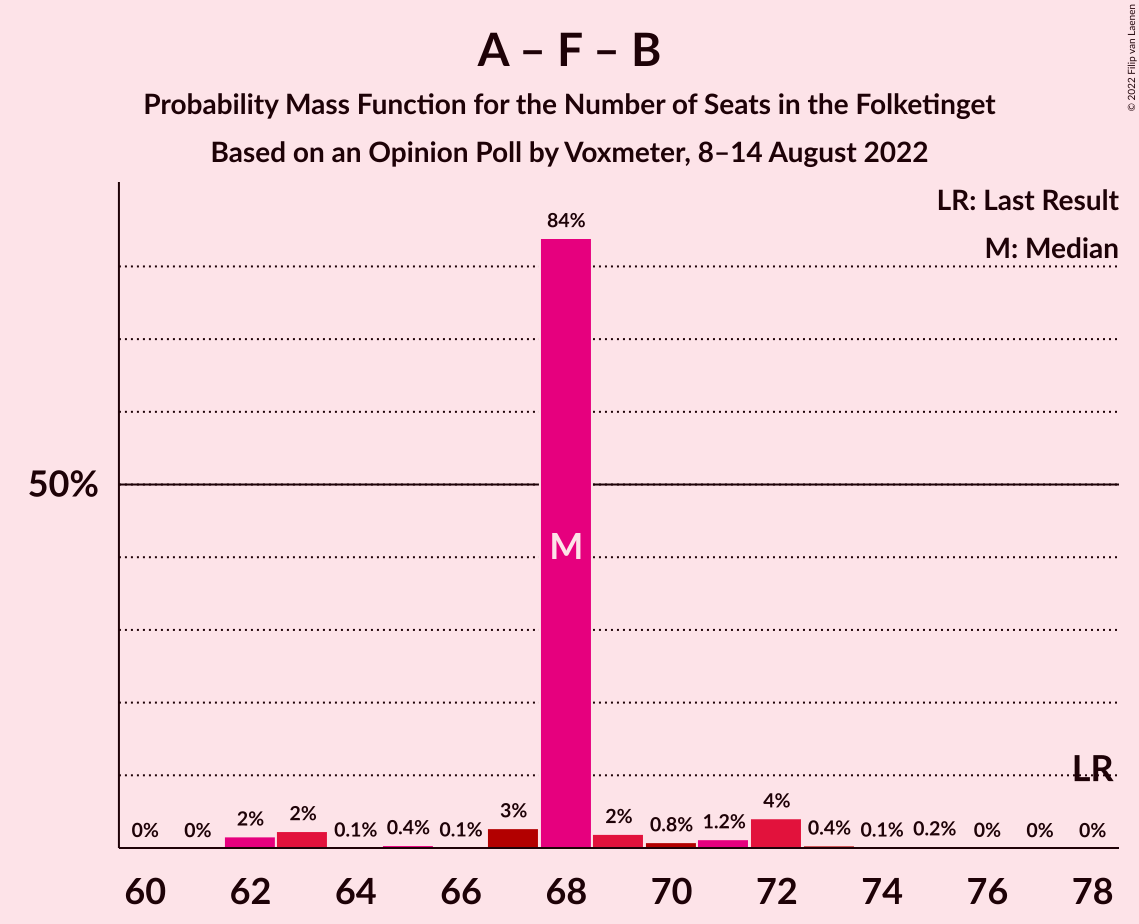 A – F – B
Probability Mass Function for the Number of Seats in the Folketinget
Based on an Opinion Poll by Voxmeter, 8–14 August 2022
© 2022 Filip van Laenen
LR: Last Result
M: Median
50%
0% 0% 2% 2% 0.1% 0.4% 0.1% 3% 84% 2% 0.8% 1.2% 4% 0.4% 0.1% 0.2% 0% 0% 0%
M
LR
60 62 64 66 68 70 72 74 76 78